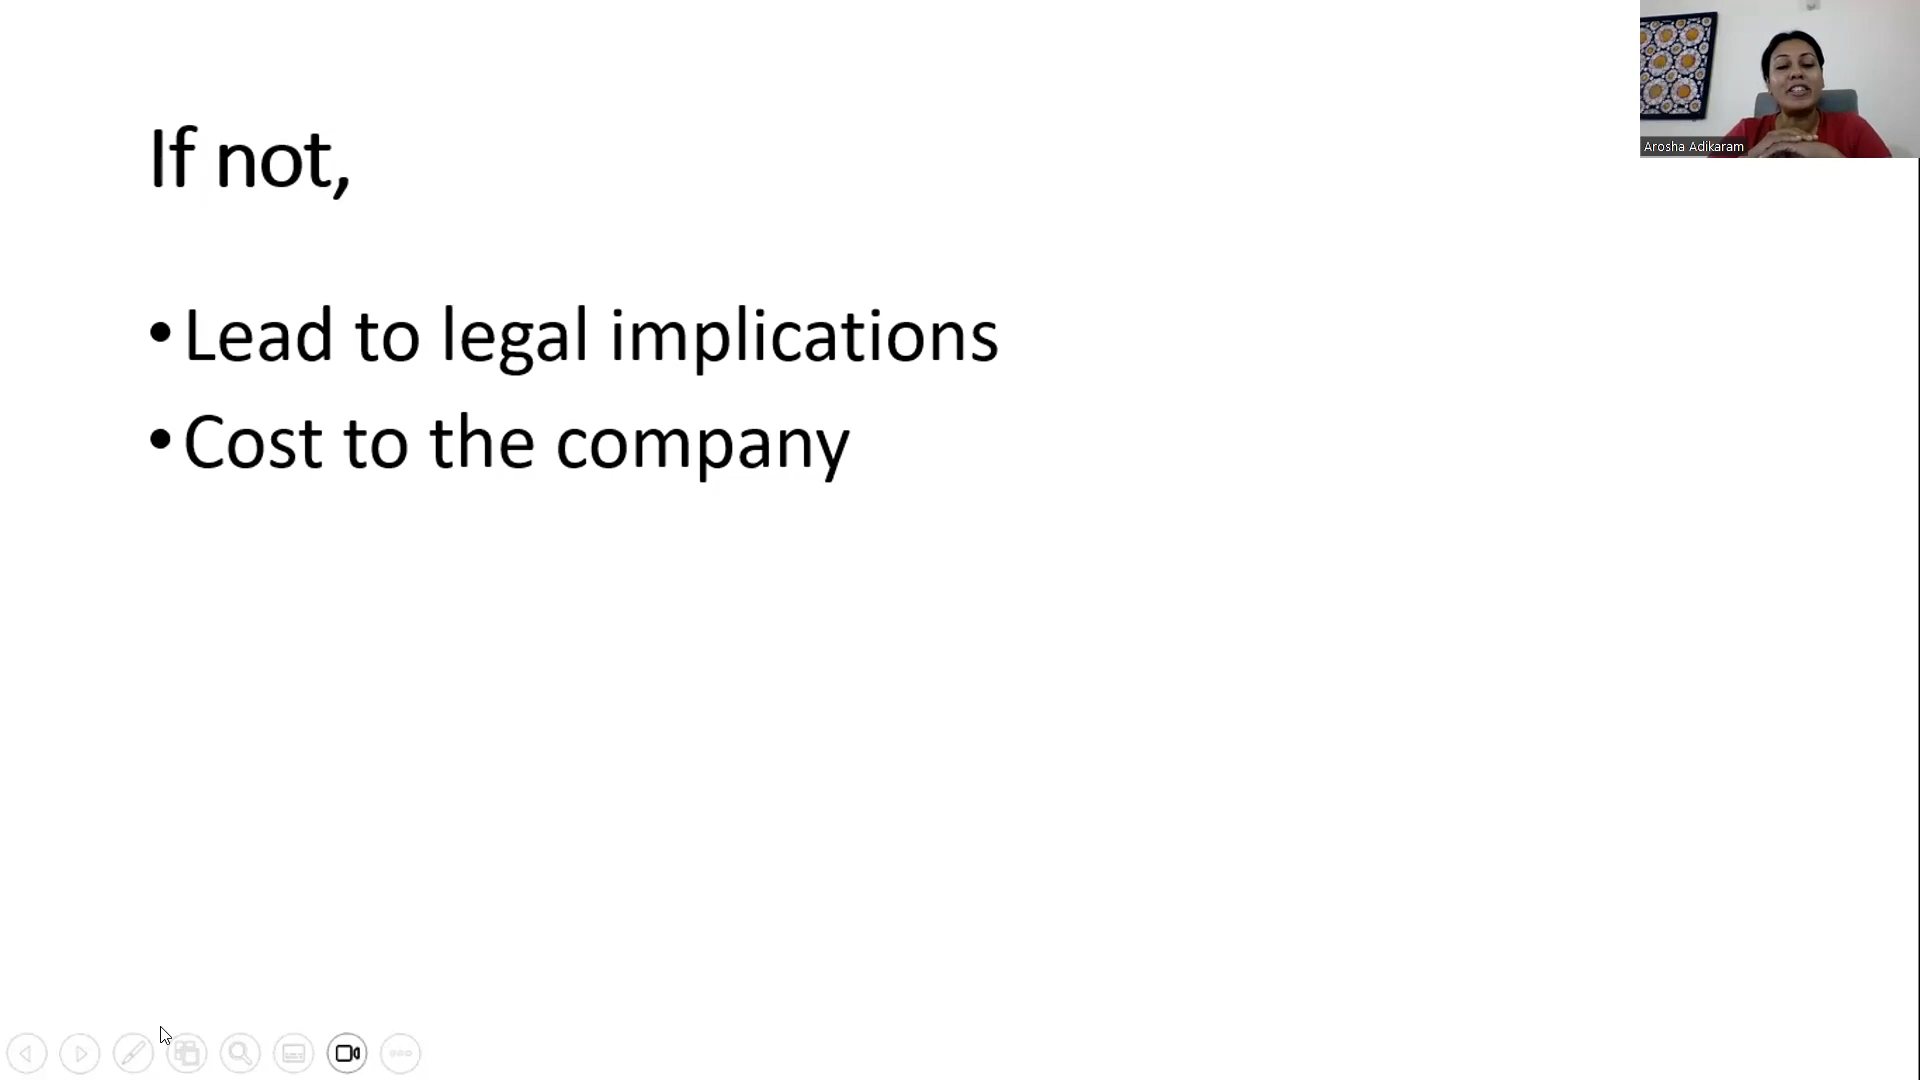 If not,
• Lead to legal implications
• Cost to the company
Arosha Adikaram